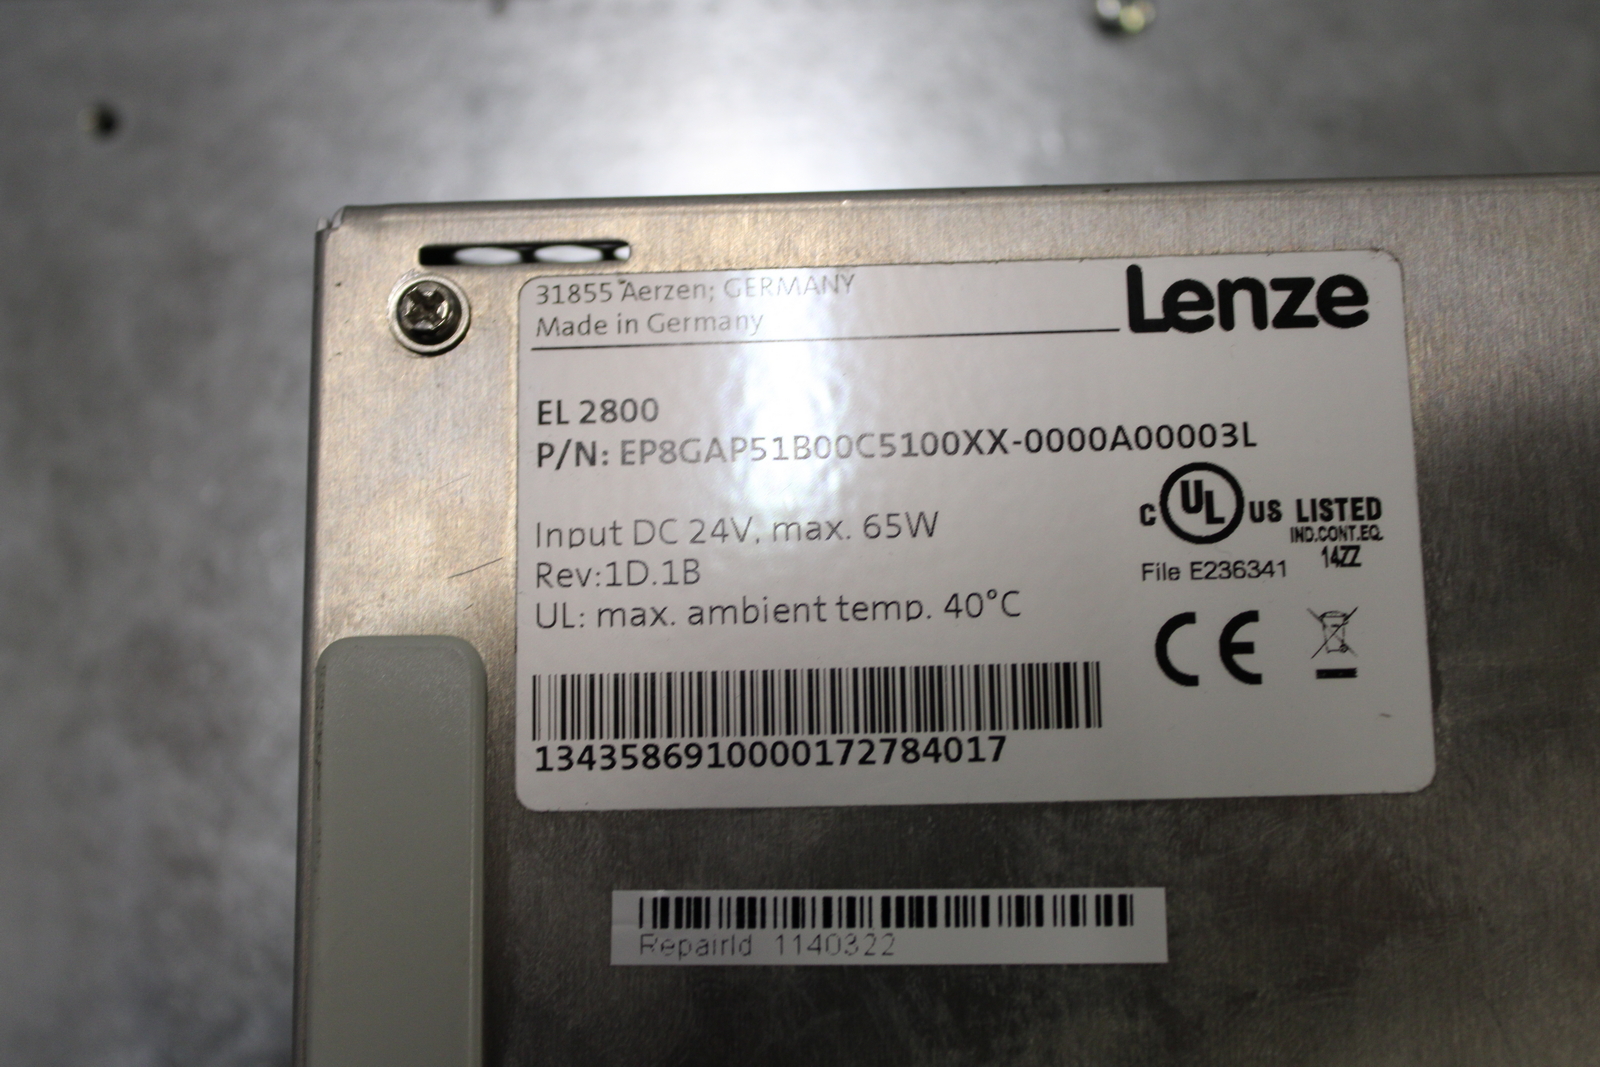 31855 Aerzen; GERMANY
Made in Germany
Lenze
EL 2800
P/N: EP8GAP51B00C5100XX-0000A00003L
Input DC 24V, max. 65W
Rev:1D.1B
UL: max. ambient temp. 40°C
C UL US LISTED
IND.CONT.EQ.
14ZZ
File E236341
CE
1343586910000172784017
RepairId 1140322